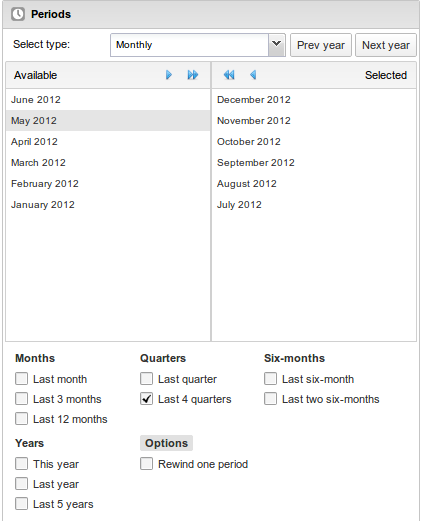 Periods
Select type: Monthly Prev year Next year
Available Selected
June 2012
May 2012
April 2012
March 2012
February 2012
January 2012
December 2012
November 2012
October 2012
September 2012
August 2012
July 2012
Months Quarters Six-months
Last month Last quarter Last six-month
Last 3 months Last 4 quarters Last two six-months
Last 12 months
Years Options
This year Rewind one period
Last year
Last 5 years